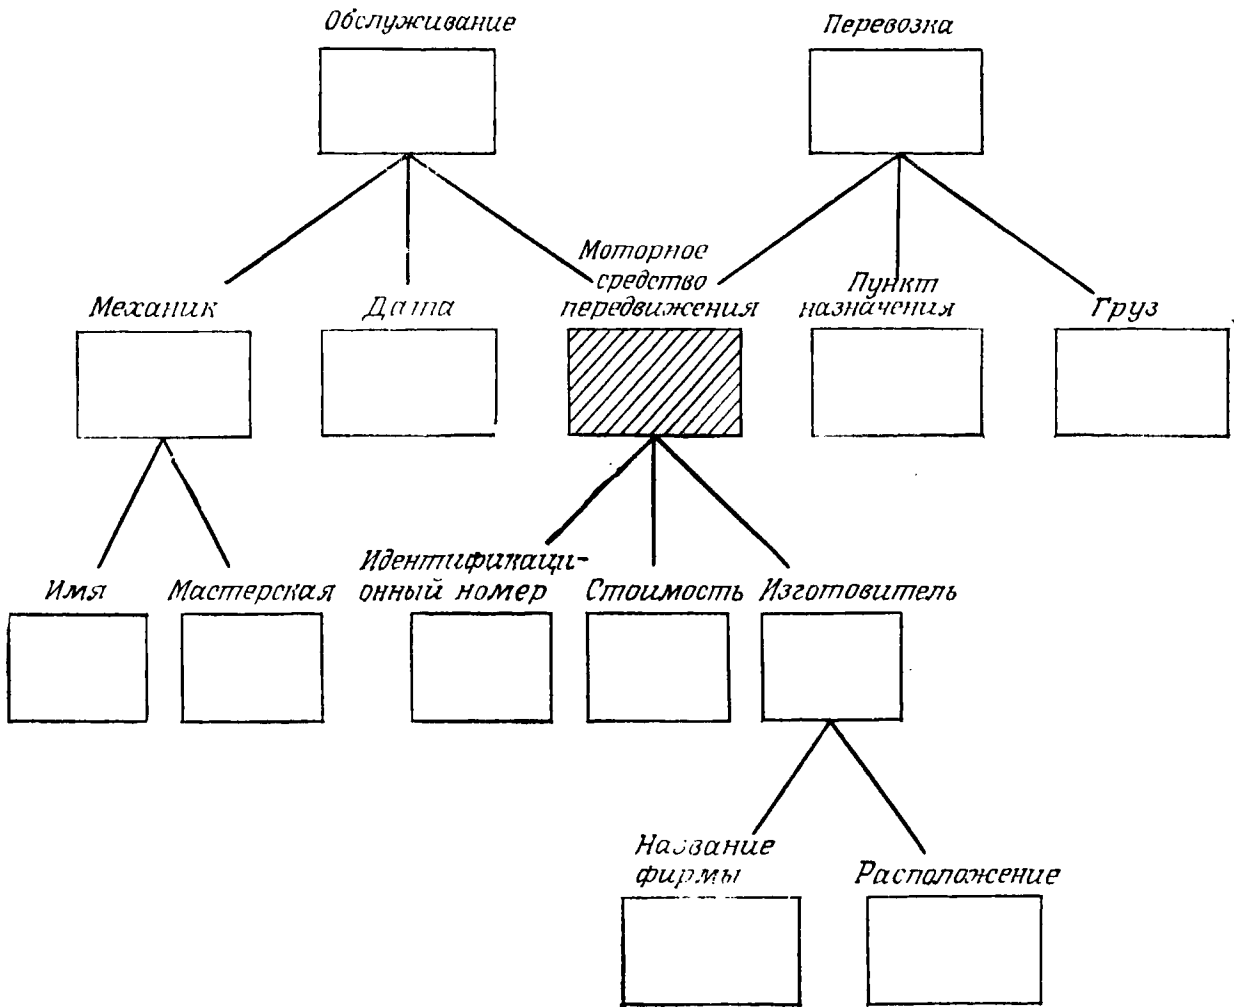 Обслуживание
Перевозка
Механик
Дата
Моторное
средство
передвижения
Пункт
назначения
Груз
Имя
Мастерская
Идентификаци-
онный номер
Стоимость
Изготовитель
Название
фирмы
Расположение